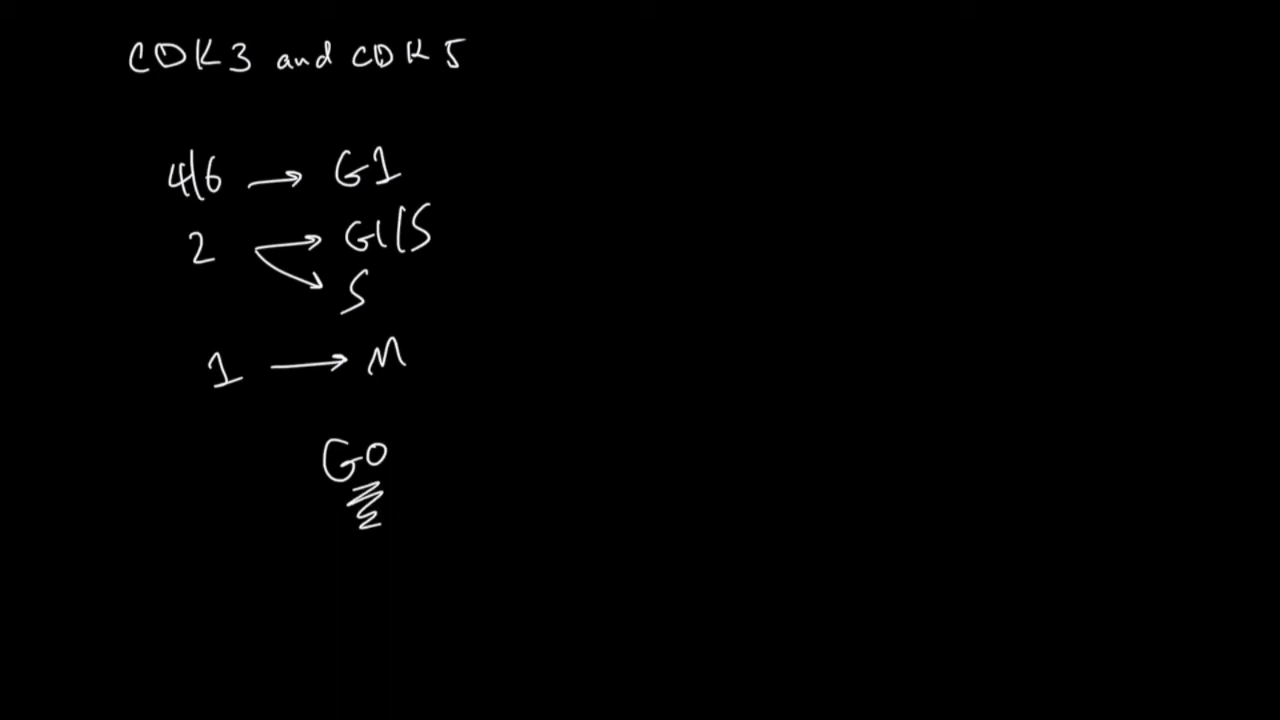 CDK3 and CDK5
4/6 → G1
2 → G1/S
→ S
1 → M
G0